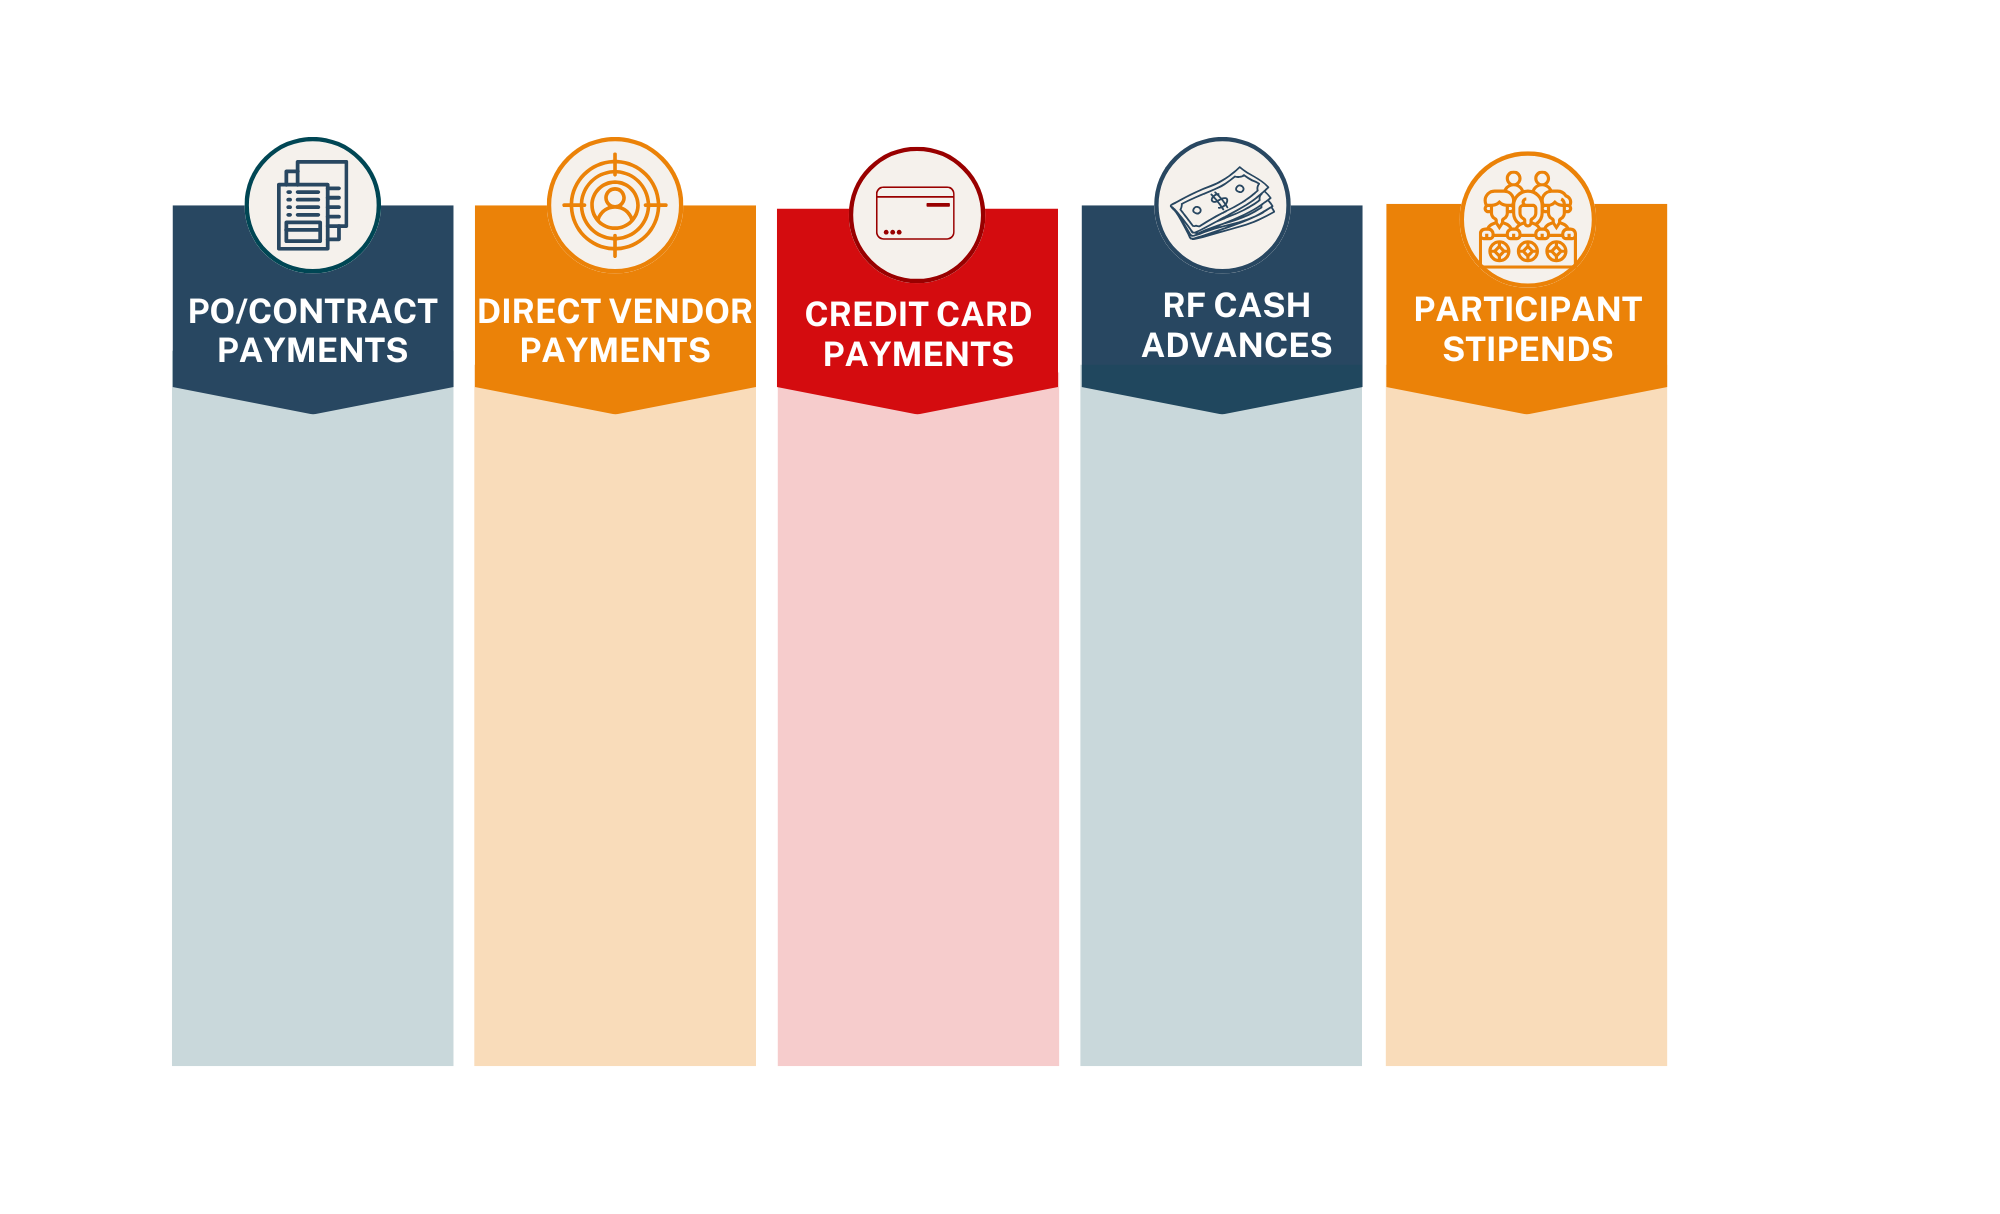 PO/CONTRACT
PAYMENTS
DIRECT VENDOR
PAYMENTS
CREDIT CARD
PAYMENTS
RF CASH
ADVANCES
PARTICIPANT
STIPENDS